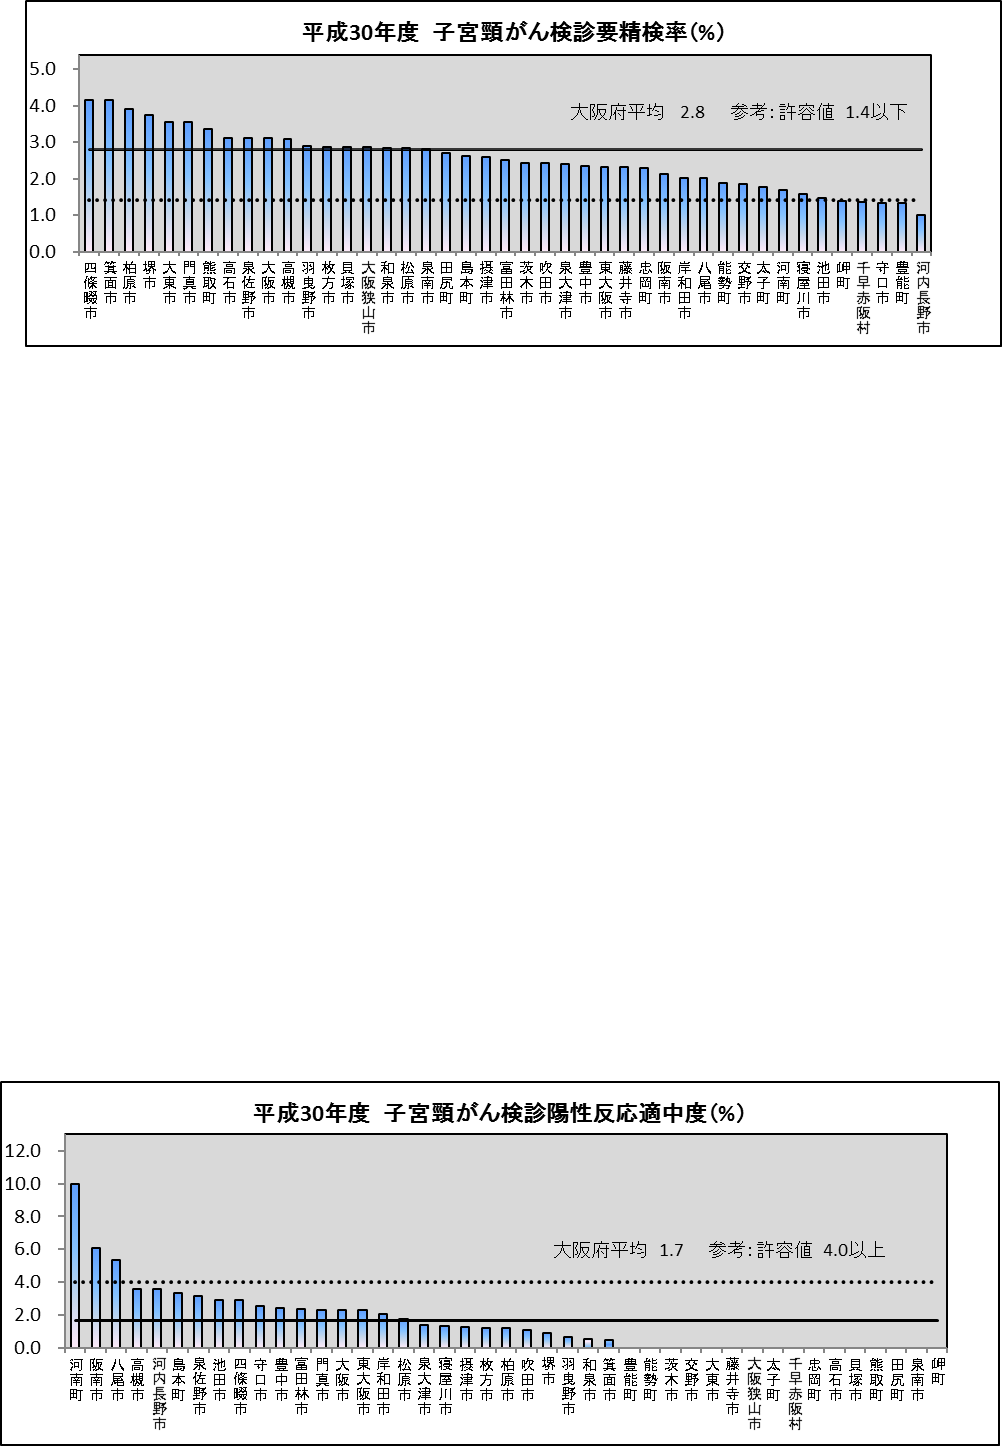 平成30年度 子宮頸がん検診要精検率(%)
大阪府平均 2.8 参考:許容値 1.4以下
5.0
4.0
3.0
2.0
1.0
0.0
四條畷市
箕面市
柏原市
堺市
大東市
門真市
熊取町
高石市
泉佐野市
大阪市
高槻市
羽曳野市
枚方市
貝塚市
大阪狭山市
和泉市
松原市
泉南市
田尻町
島本町
摂津市
富田林市
茨木市
吹田市
泉大津市
豊中市
東大阪市
藤井寺市
忠岡町
阪南市
岸和田市
八尾市
能勢町
交野市
太子町
河南町
寝屋川市
池田市
岬町
千早赤阪村
守口市
豊能町
河内長野市
平成30年度 子宮頸がん検診陽性反応適中度(%)
大阪府平均 1.7 参考:許容値 4.0以上
12.0
10.0
8.0
6.0
4.0
2.0
0.0
河南町
阪南市
八尾市
高槻市
河内長野市
島本町
泉佐野市
池田市
四條畷市
守口市
豊中市
富田林市
門真市
大阪市
東大阪市
岸和田市
松原市
泉大津市
寝屋川市
摂津市
枚方市
柏原市
吹田市
堺市
羽曳野市
和泉市
箕面市
豊能町
能勢町
茨木市
交野市
大東市
藤井寺市
大阪狭山市
太子町
千早赤阪村
忠岡町
高石市
貝塚市
熊取町
田尻町
泉南市
岬町